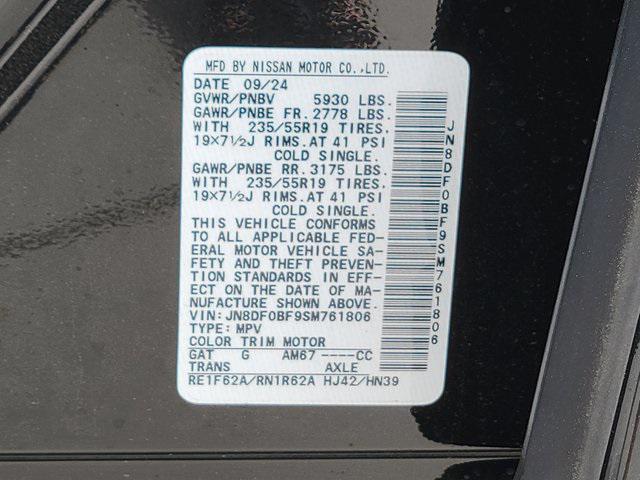 MFD BY NISSAN MOTOR CO.,LTD.
DATE 09/24
GVWR/PNBV 5930 LBS.
GAWR/PNBE FR. 2778 LBS.
WITH 235/55R19 TIRES.
19×7½J RIMS.AT 41 PSI
COLD SINGLE.
GAWR/PNBE RR. 3175 LBS.
WITH 235/55R19 TIRES.
19×7½J RIMS.AT 41 PSI
COLD SINGLE.
THIS VEHICLE CONFORMS
TO ALL APPLICABLE FED-
ERAL MOTOR VEHICLE SA-
FETY AND THEFT PREVEN-
TION STANDARDS IN EFF-
ECT ON THE DATE OF MA-
NUFACTURE SHOWN ABOVE.
VIN: JN8DF0BF9SM761806
TYPE: MPV
COLOR TRIM MOTOR
GAT G AM67 ----CC
TRANS AXLE
RE1F62A/RN1R62A HJ42/HN39
JN8DF0BF9SM761806